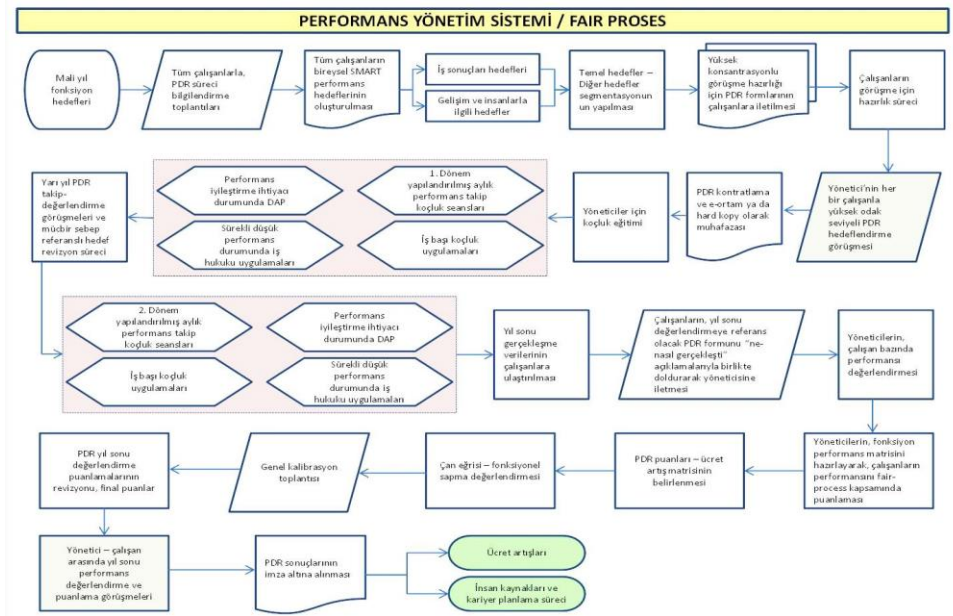 PERFORMANS YÖNETİM SİSTEMİ / FAIR PROSES
Mali yıl
fonksiyon
hedefleri
Tüm çalışanlarla,
PDR süreci
bilgilendirme
toplantıları
Tüm çalışanların
bireysel SMART
performans
hedeflerinin
oluşturulması
İş sonuçları hedefleri
Gelişim ve insanlarla
ilgili hedefler
Temel hedefler –
Diğer hedefler
segmentasyonun
un yapılması
Yüksek
konsantrasyonlu
görüşme hazırlığı
için PDR formlarının
çalışanlara iletilmesi
Çalışanların
görüşme için
hazırlık süreci
Yönetici'nin her
bir çalışanla
yüksek odak
seviyeli PDR
hedeflendirme
görüşmesi
PDR kontratlama
ve e-ortam ya da
hard kopy olarak
muhafazası
Yöneticiler için
koçluk eğitimi
1. Dönem
yapılandırılmış aylık
performans takip
koçluk seansları
Performans
iyileştirme ihtiyacı
durumunda DAP
İş başı koçluk
uygulamaları
Sürekli düşük
performans
durumunda iş
hukuku uygulamaları
Yarı yıl PDR
takip-
değerlendirme
görüşmeleri ve
mücbir sebep
referanslı hedef
revizyon süreci
2. Dönem
yapılandırılmış aylık
performans takip
koçluk seansları
Performans
iyileştirme ihtiyacı
durumunda DAP
İş başı koçluk
uygulamaları
Sürekli düşük
performans
durumunda iş
hukuku uygulamaları
Yıl sonu
gerçekleşme
verilerinin
çalışanlara
ulaştırılması
Çalışanların, yıl sonu
değerlendirmeye referans
olacak PDR formunu "ne-
nasıl gerçekleşti"
açıklamalarıyla birlikte
doldurarak yöneticisine
iletmesi
Yöneticilerin,
çalışan bazında
performansı
değerlendirmesi
Yöneticilerin, fonksiyon
performans matrisini
hazırlayarak, çalışanların
performansını fair-
process kapsamında
puanlaması
PDR puanları – ücret
artış matrisinin
belirlenmesi
Çan eğrisi – fonksiyonel
sapma değerlendirmesi
Genel kalibrasyon
toplantısı
PDR yıl sonu
değerlendirme
puanlamalarının
revizyonu, final puanlar
Yönetici – çalışan
arasında yıl sonu
performans
değerlendirme ve
puanlama görüşmeleri
PDR sonuçlarının
imza altına alınması
Ücret artışları
İnsan kaynakları ve
kariyer planlama süreci